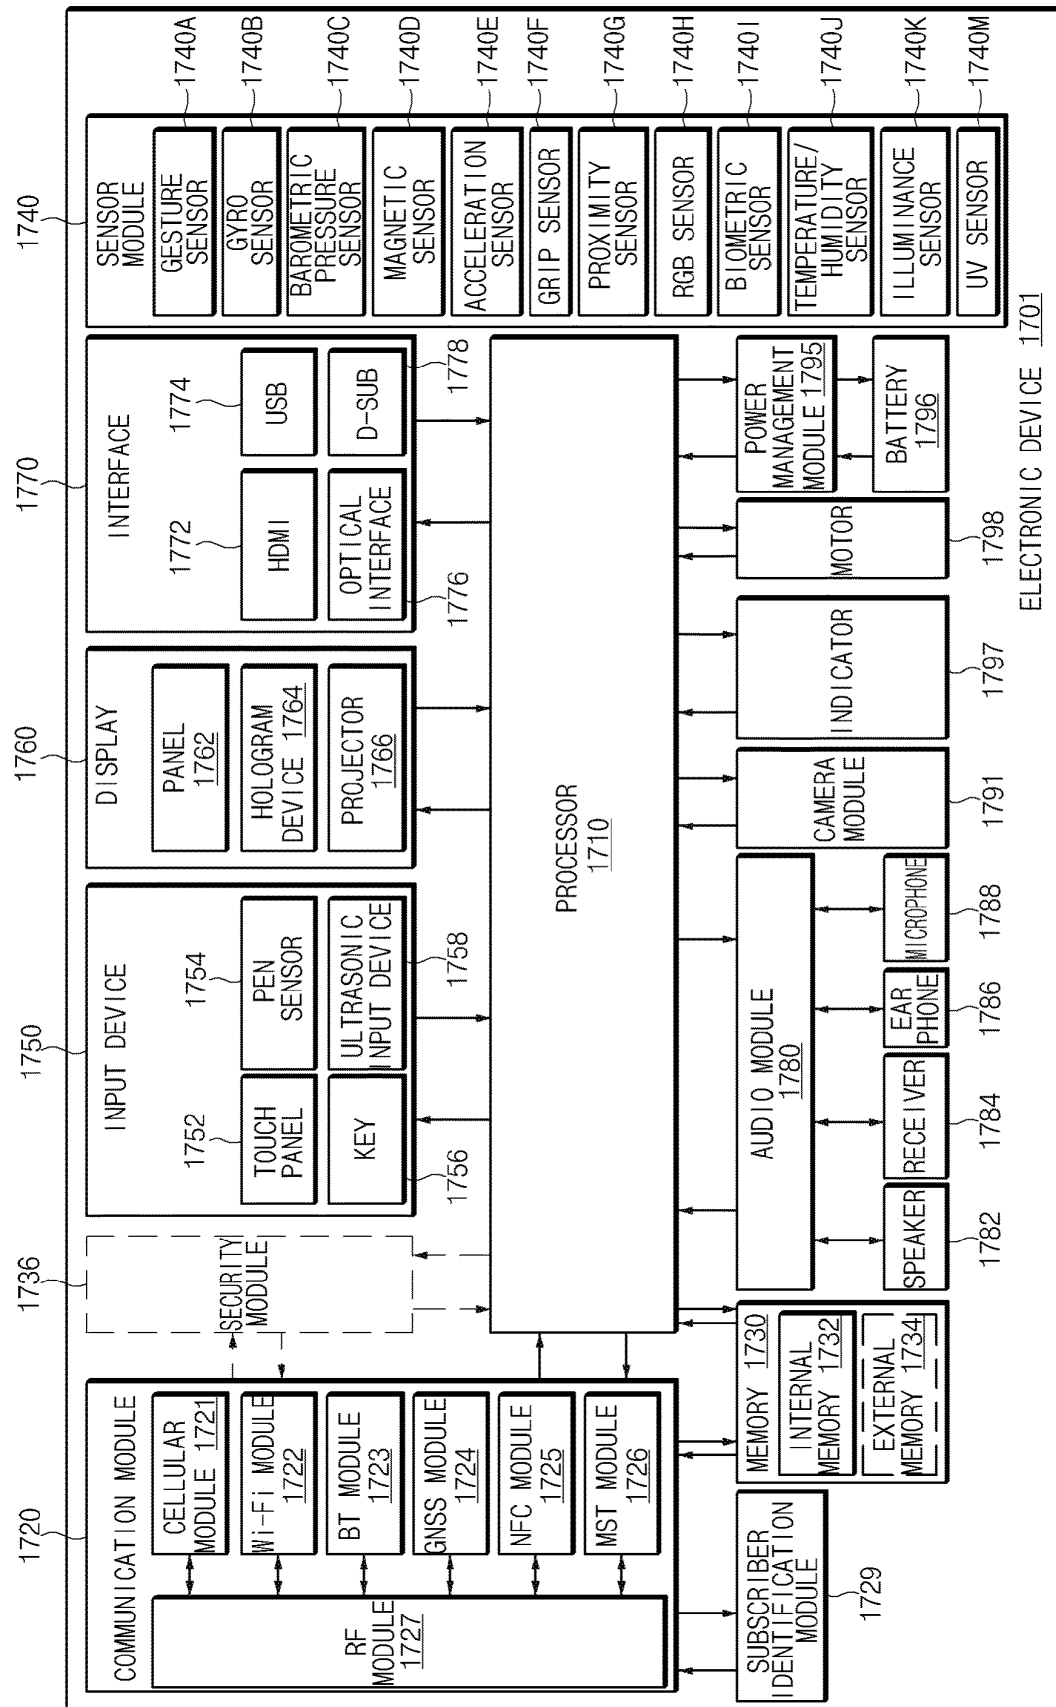 1720
COMMUNICATION MODULE
CELLULAR
MODULE 1721
Wi-Fi MODULE
1722
BT MODULE
1723
GNSS MODULE
1724
NFC MODULE
1725
MST MODULE
1726
RF
MODULE
1727
1736
SECURITY
MODULE
1750
INPUT DEVICE
1752
TOUCH
PANEL
1754
PEN
SENSOR
KEY
1756
ULTRASONIC
INPUT DEVICE
1758
1760
DISPLAY
PANEL
1762
HOLOGRAM
DEVICE 1764
PROJECTOR
1766
1770
INTERFACE
1772
HDMI
1774
USB
OPTICAL
INTERFACE
1776
D-SUB
1778
1740
SENSOR
MODULE
GESTURE
SENSOR
1740A
GYRO
SENSOR
1740B
BAROMETRIC
PRESSURE
SENSOR
1740C
MAGNETIC
SENSOR
1740D
ACCELERATION
SENSOR
1740E
GRIP SENSOR
1740F
PROXIMITY
SENSOR
1740G
RGB SENSOR
1740H
BIOMETRIC
SENSOR
1740I
TEMPERATURE/
HUMIDITY
SENSOR
1740J
ILLUMINANCE
SENSOR
1740K
UV SENSOR
1740M
PROCESSOR
1710
SUBSCRIBER
IDENTIFICATION
MODULE
1729
MEMORY 1730
INTERNAL
MEMORY 1732
EXTERNAL
MEMORY 1734
AUDIO MODULE
1780
SPEAKER
1782
RECEIVER
1784
EAR
PHONE
1786
MICROPHONE
1788
CAMERA
MODULE
1791
INDICATOR
1797
MOTOR
1798
POWER
MANAGEMENT
MODULE 1795
BATTERY
1796
ELECTRONIC DEVICE 1701